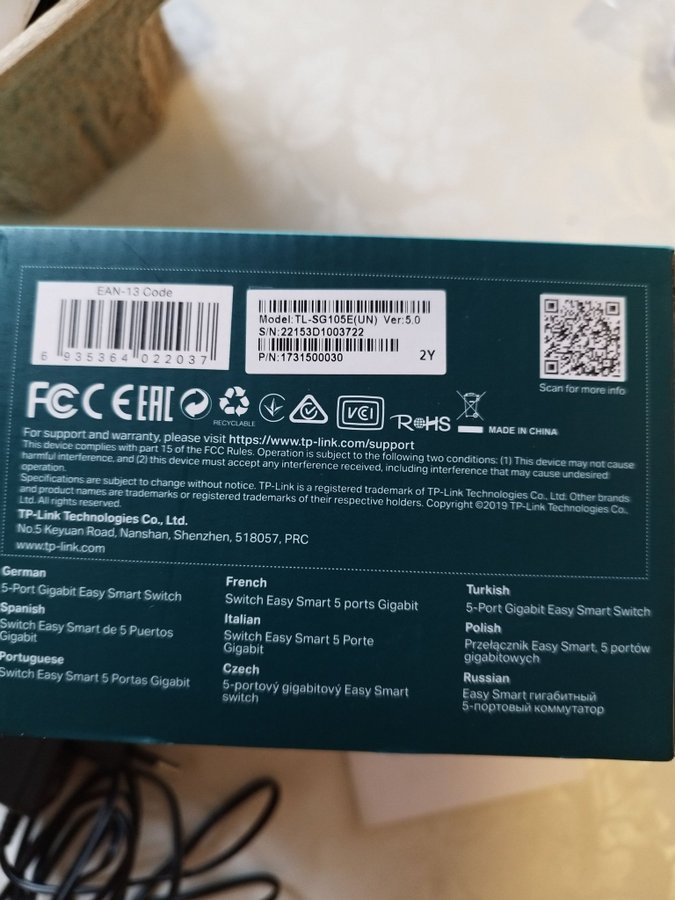 EAN-13 Code
6 935364 022037
Model:TL-SG105E(UN) Ver:5.0
S/N:22153D1003722
P/N:1731500030 2Y
Scan for more info
FC CE EAC
RECYCLABLE
VCCI
RoHS
MADE IN CHINA
For support and warranty, please visit https://www.tp-link.com/support
This device complies with part 15 of the FCC Rules. Operation is subject to the following two conditions: (1) This device may not cause
harmful interference, and (2) this device must accept any interference received, including interference that may cause undesired
operation.
Specifications are subject to change without notice. TP-Link is a registered trademark of TP-Link Technologies Co., Ltd. Other brands
and product names are trademarks or registered trademarks of their respective holders. Copyright ©2019 TP-Link Technologies Co.,
Ltd. All rights reserved.
TP-Link Technologies Co., Ltd.
No.5 Keyuan Road, Nanshan, Shenzhen, 518057, PRC
www.tp-link.com
German
5-Port Gigabit Easy Smart Switch
Spanish
Switch Easy Smart de 5 Puertos
Gigabit
Portuguese
Switch Easy Smart 5 Portas Gigabit
French
Switch Easy Smart 5 ports Gigabit
Italian
Switch Easy Smart 5 Porte
Gigabit
Czech
5-portový gigabitový Easy Smart
switch
Turkish
5-Port Gigabit Easy Smart Switch
Polish
Przełącznik Easy Smart, 5 portów
gigabitowych
Russian
Easy Smart гигабитный
5-портовый коммутатор